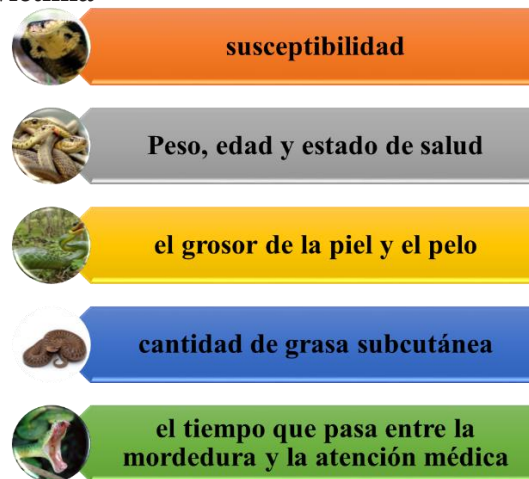 susceptibilidad
Peso, edad y estado de salud
el grosor de la piel y el pelo
cantidad de grasa subcutánea
el tiempo que pasa entre la
mordedura y la atención médica